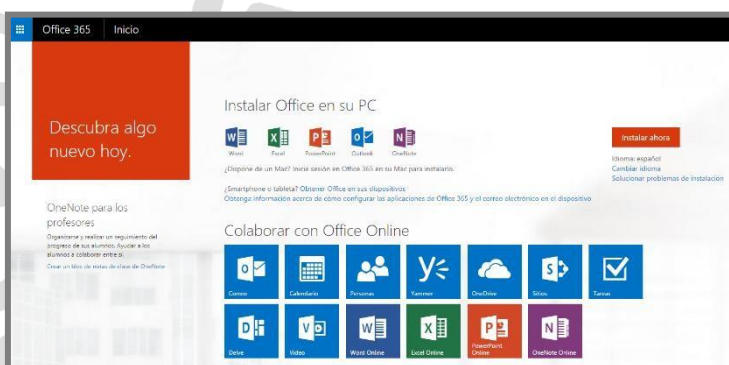 Office 365 Inicio
Descubra algo
nuevo hoy.
OneNote para los
profesores
Organizarse y realizar un seguimiento del
progreso de sus alumnos. Ayudar a los
alumnos a colaborar entre sí.
Crear un bloc de notas de clase de OneNote
Instalar Office en su PC
Word Excel PowerPoint Outlook OneNote
¿Dispone de un Mac? Inicie sesión en Office 365 en su Mac para instalarlo.
¿Smartphone o tableta? Obtener Office en sus dispositivos
Obtenga información acerca de cómo configurar las aplicaciones de Office 365 y el correo electrónico en el dispositivo
Instalar ahora
Idioma: español
Cambiar idioma
Solucionar problemas de instalación
Colaborar con Office Online
Correo Calendario Personas Yammer OneDrive Sitios Tareas
Delve Video Word Online Excel Online PowerPoint Online OneNote Online